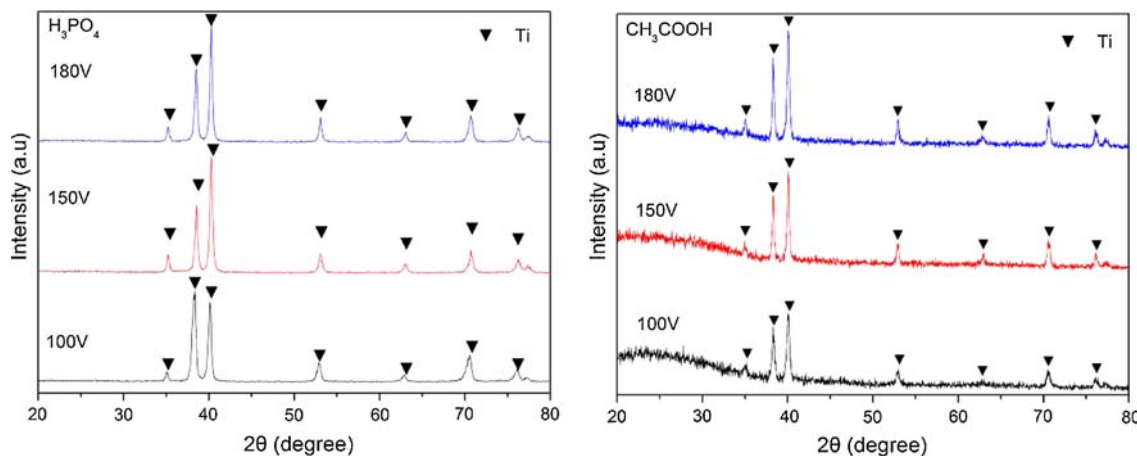 H₃PO₄
▼ Ti
180V
150V
100V
Intensity (a.u)
20 30 40 50 60 70 80
2θ (degree)
CH₃COOH
▼ Ti
180V
150V
100V
Intensity (a.u)
20 30 40 50 60 70 80
2θ (degree)